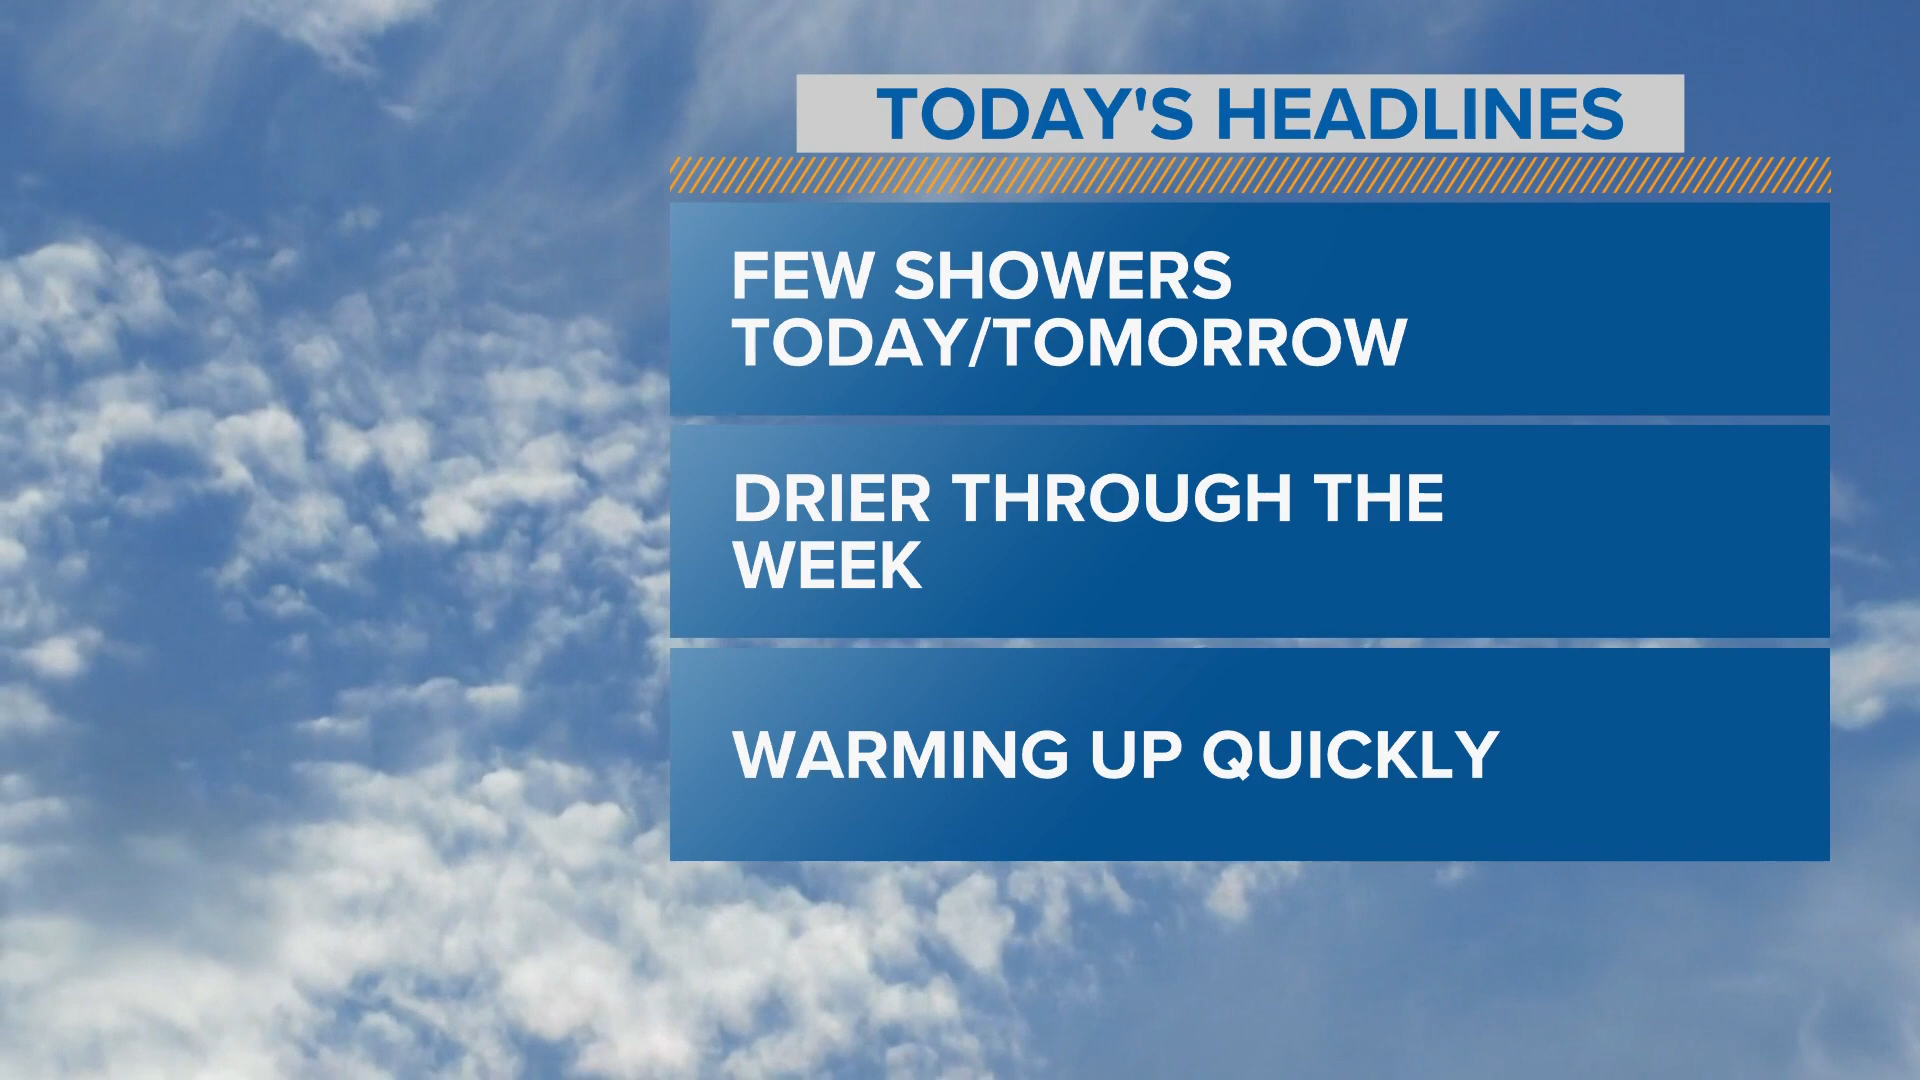 TODAY'S HEADLINES
FEW SHOWERS
TODAY/TOMORROW
DRIER THROUGH THE
WEEK
WARMING UP QUICKLY